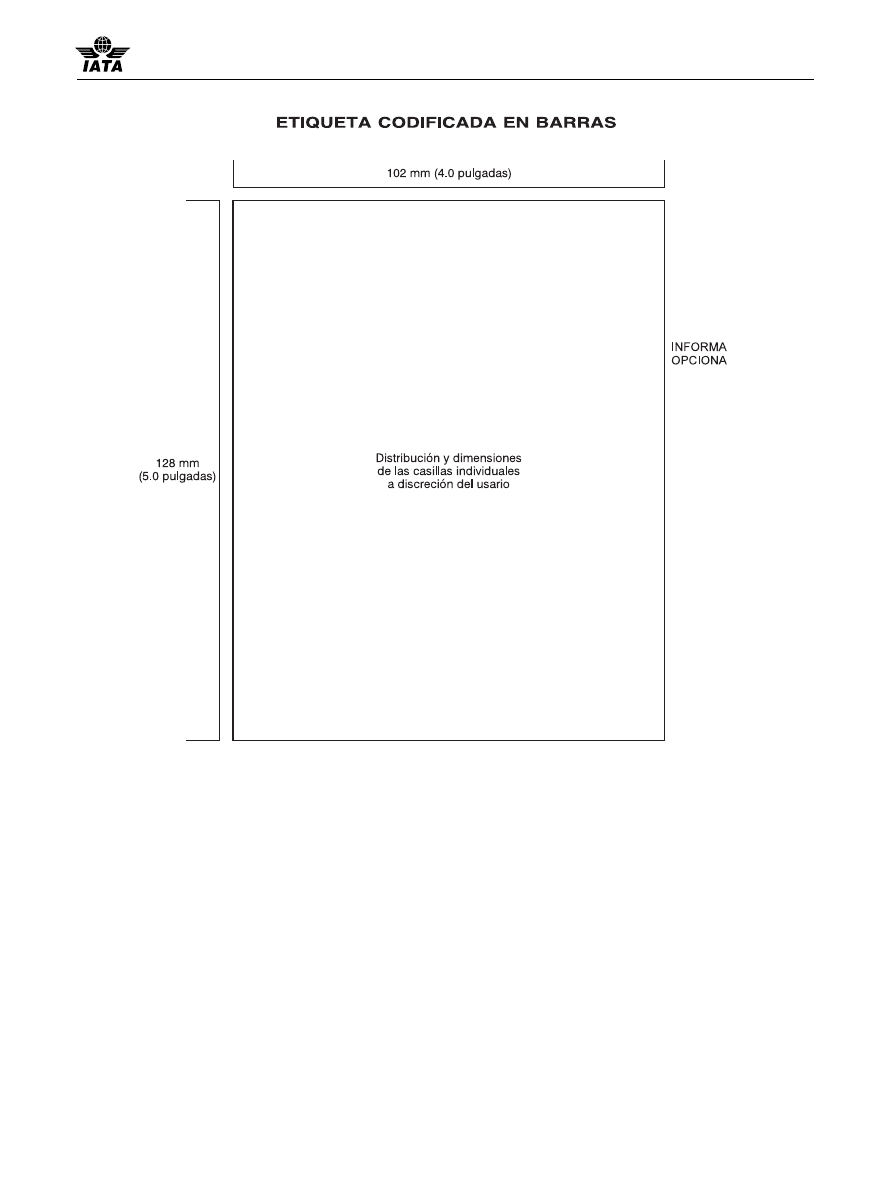 IATA
ETIQUETA CODIFICADA EN BARRAS
102 mm (4.0 pulgadas)
INFORMA
OPCIONA
128 mm
(5.0 pulgadas)
Distribución y dimensiones
de las casillas individuales
a discreción del usario